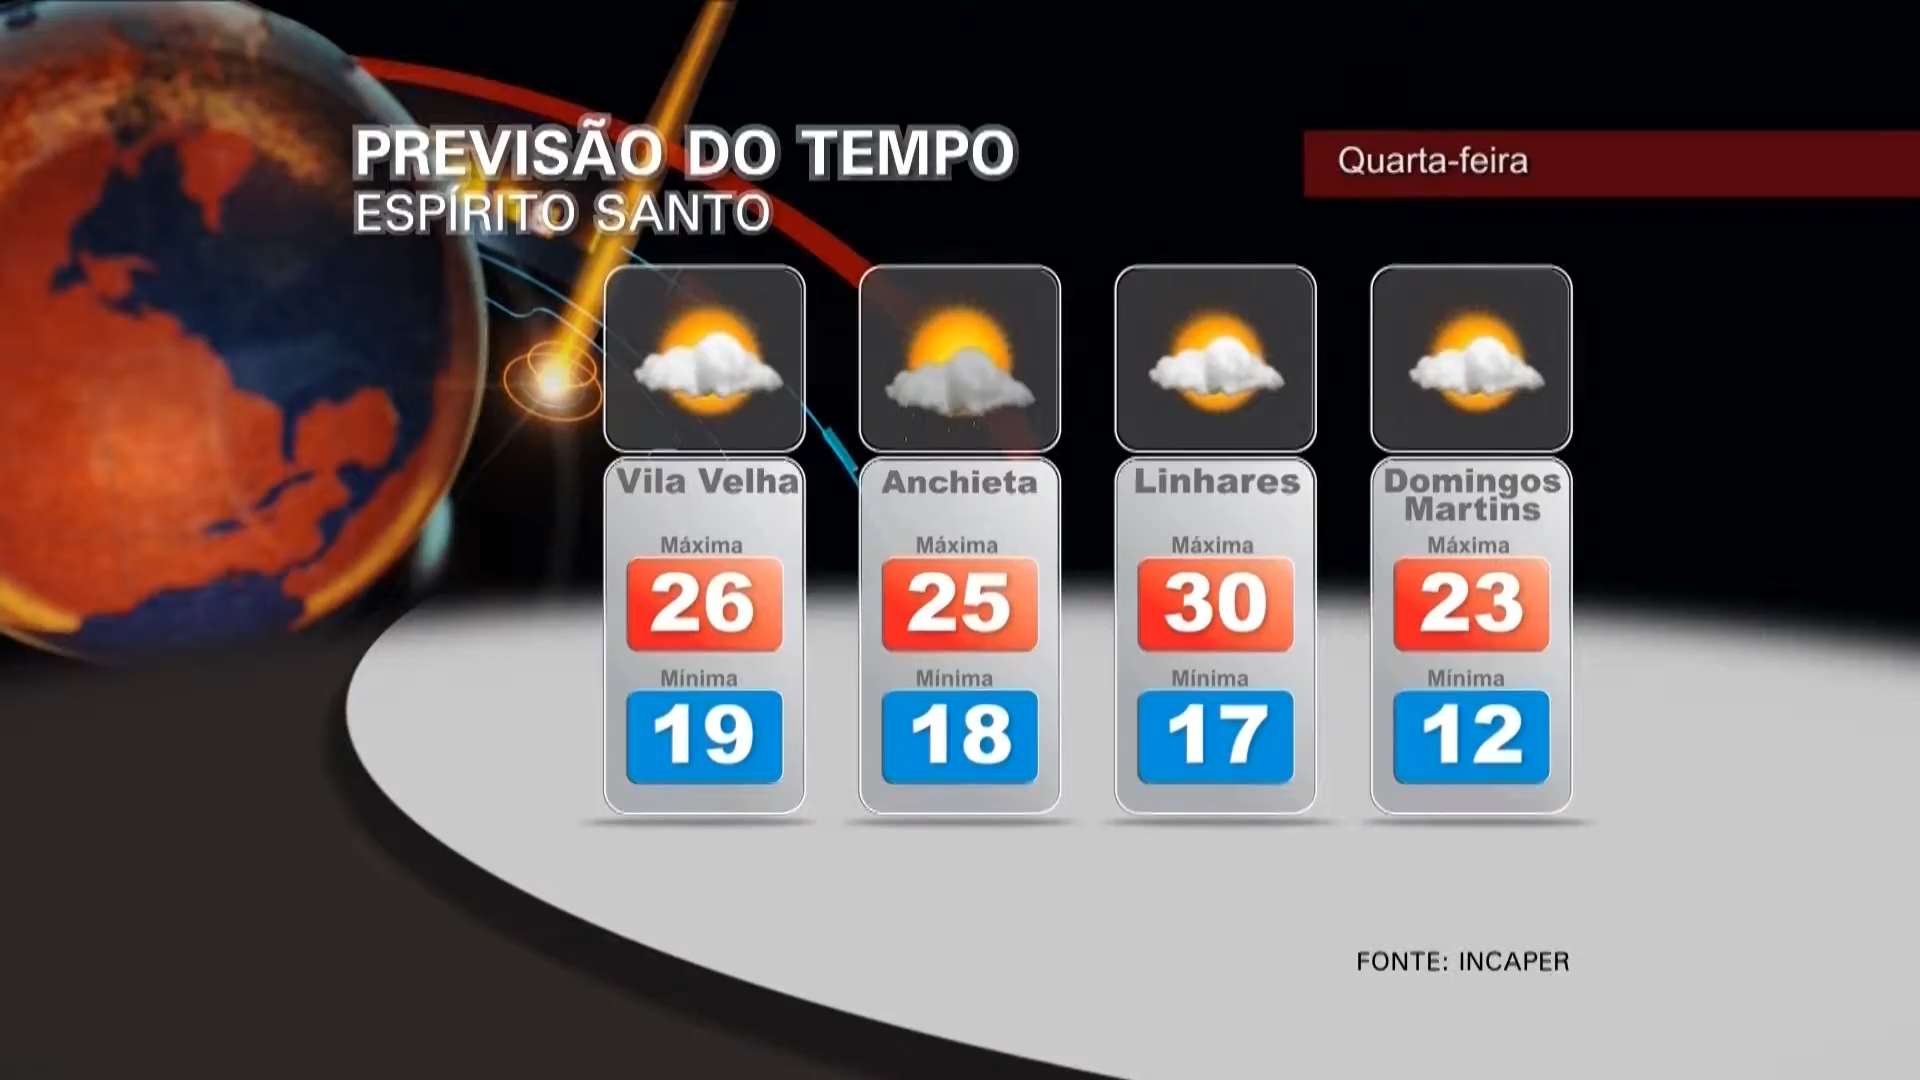 PREVISÃO DO TEMPO
ESPÍRITO SANTO
Quarta-feira
Vila Velha
Máxima
26
Mínima
19
Anchieta
Máxima
25
Mínima
18
Linhares
Máxima
30
Mínima
17
Domingos
Martins
Máxima
23
Mínima
12
FONTE: INCAPER